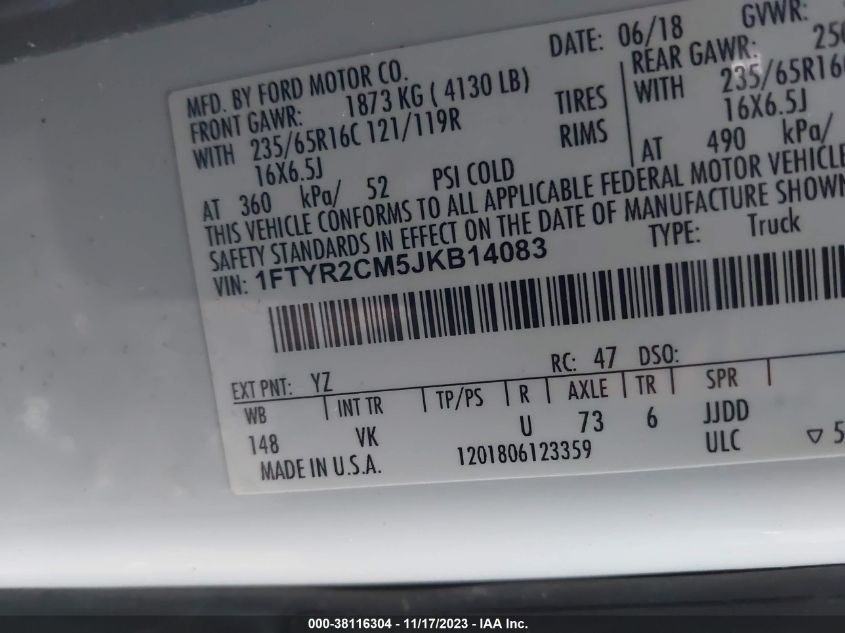 MFD. BY FORD MOTOR CO. DATE: 06/18 GVWR:
FRONT GAWR: 1873 KG ( 4130 LB) REAR GAWR:
WITH 235/65R16C 121/119R TIRES WITH 235/65R16C
16X6.5J RIMS 16X6.5J
AT 360 kPa/ 52 PSI COLD AT 490 kPa/
THIS VEHICLE CONFORMS TO ALL APPLICABLE FEDERAL MOTOR VEHICLE
SAFETY STANDARDS IN EFFECT ON THE DATE OF MANUFACTURE SHOWN
VIN: 1FTYR2CM5JKB14083 TYPE: Truck
EXT PNT: YZ RC: 47 DSO:
WB INT TR TP/PS R AXLE TR SPR
148 VK U 73 6 JJDD
MADE IN U.S.A. 1201806123359 ULC ▽ 5
000-38116304 - 11/17/2023 - IAA Inc.